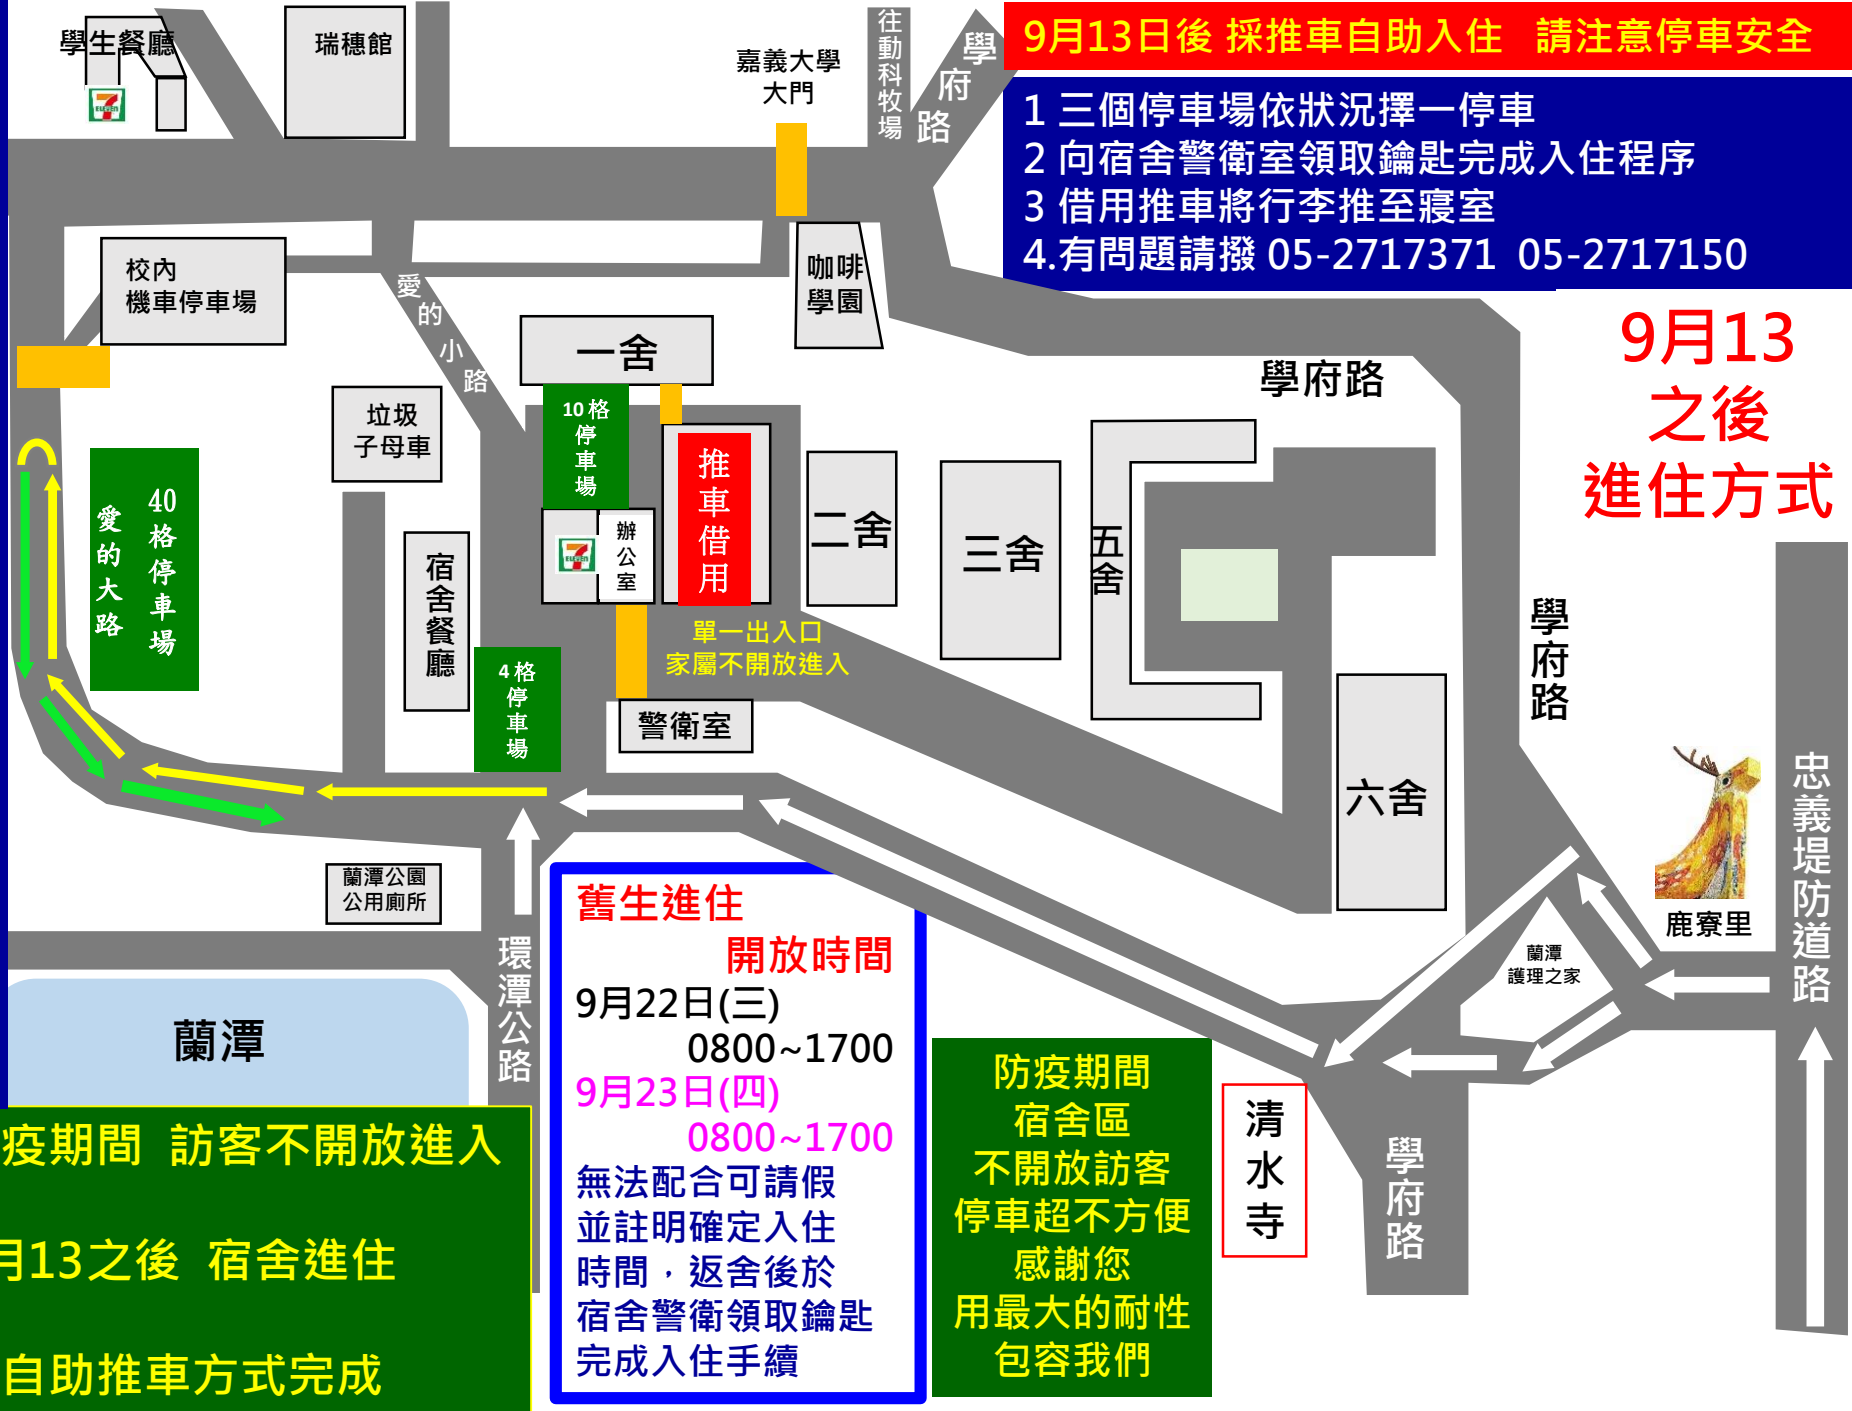 9月13日後 採推車自助入住 請注意停車安全
1 三個停車場依狀況擇一停車
2 向宿舍警衛室領取鑰匙完成入住程序
3 借用推車將行李推至寢室
4.有問題請撥 05-2717371 05-2717150
9月13
之後
進住方式
學生餐廳
7
ELEVEN
瑞穗館
嘉義大學
大門
往動科牧場
學府路
校內
機車停車場
愛的小路
咖啡
學園
一舍
學府路
垃圾
子母車
10格
停車場
推車借用
二舍
三舍
五舍
40格停車場
愛的大路
宿舍餐廳
7
ELEVEN
辦公室
單一出入口
家屬不開放進入
4格
停車場
警衛室
學府路
六舍
忠義堤防道路
鹿寮里
蘭潭
護理之家
蘭潭公園
公用廁所
環潭公路
蘭潭
舊生進住
開放時間
9月22日(三)
0800~1700
9月23日(四)
0800~1700
無法配合可請假
並註明確定入住
時間，返舍後於
宿舍警衛領取鑰匙
完成入住手續
防疫期間
宿舍區
不開放訪客
停車超不方便
感謝您
用最大的耐性
包容我們
清水寺
學府路
疫期間 訪客不開放進入
月13之後 宿舍進住
自助推車方式完成